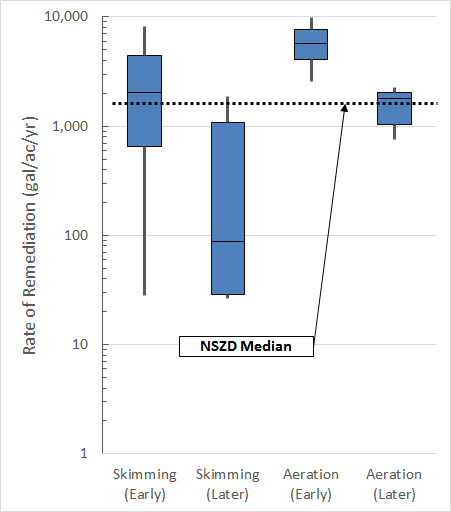 10,000
1,000
100
10
1
Rate of Remediation (gal/ac/yr)
NSZD Median
Skimming
(Early)
Skimming
(Later)
Aeration
(Early)
Aeration
(Later)